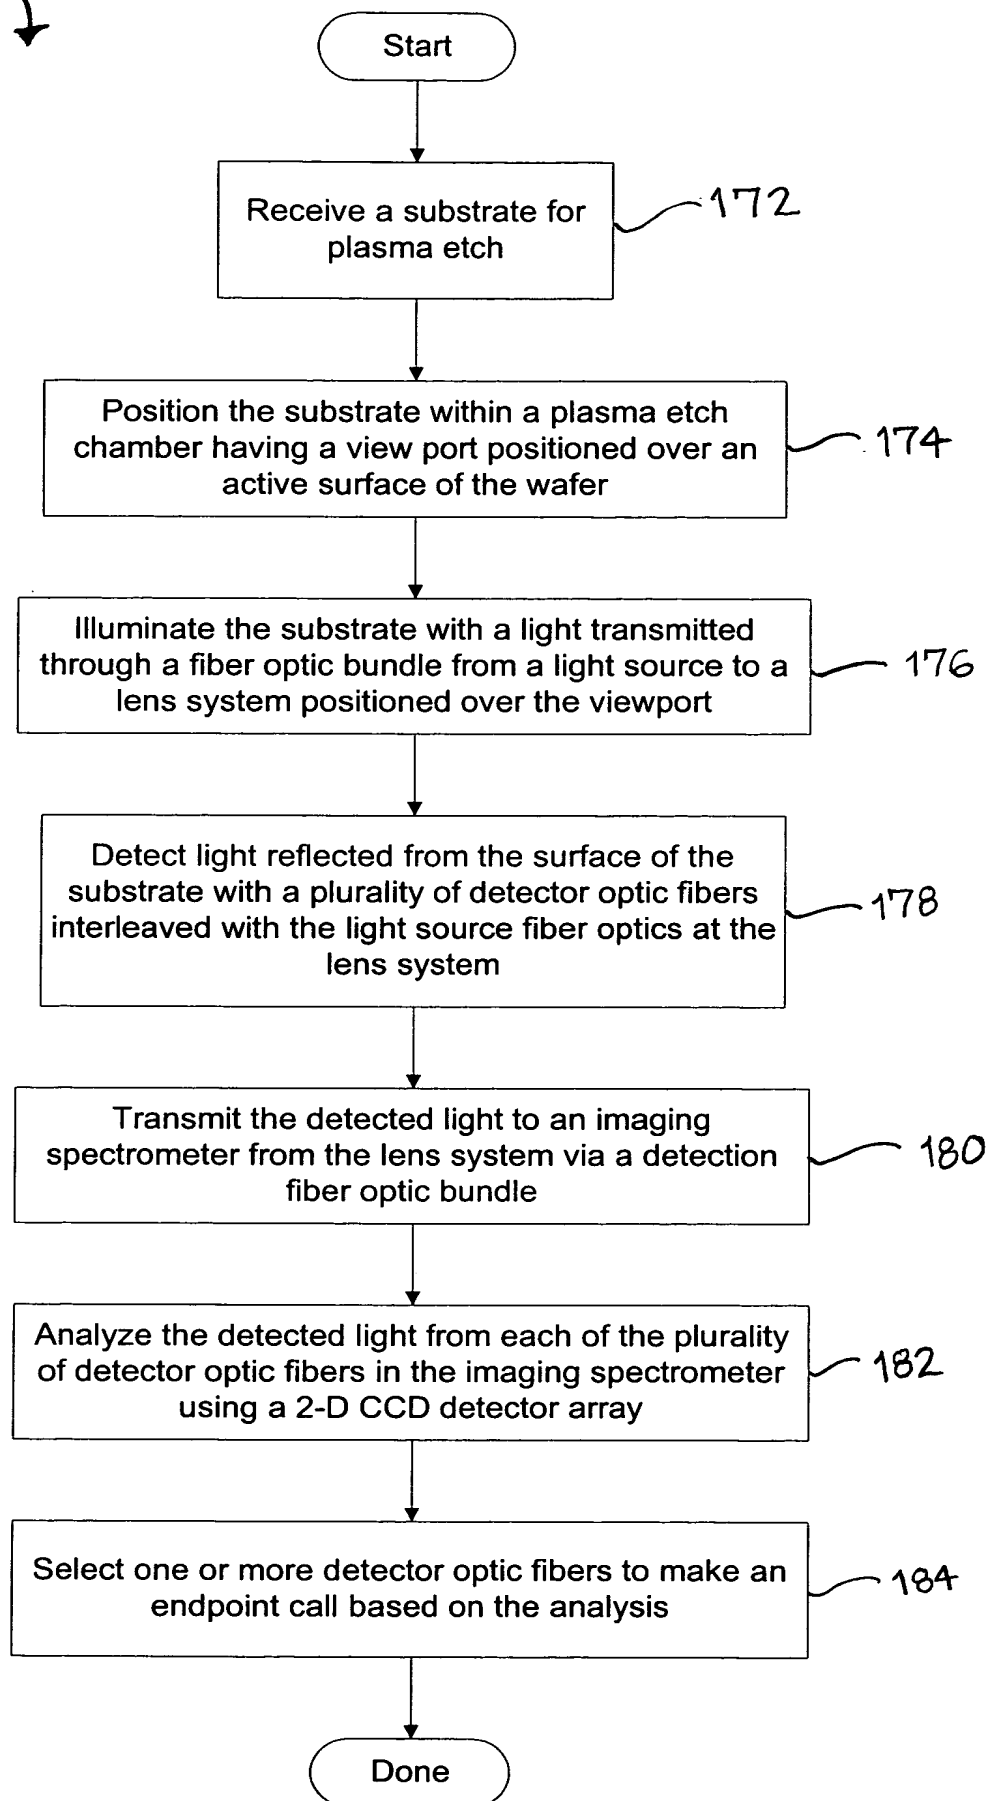 Start
Receive a substrate for
plasma etch
172
Position the substrate within a plasma etch
chamber having a view port positioned over an
active surface of the wafer
174
Illuminate the substrate with a light transmitted
through a fiber optic bundle from a light source to a
lens system positioned over the viewport
176
Detect light reflected from the surface of the
substrate with a plurality of detector optic fibers
interleaved with the light source fiber optics at the
lens system
178
Transmit the detected light to an imaging
spectrometer from the lens system via a detection
fiber optic bundle
180
Analyze the detected light from each of the plurality
of detector optic fibers in the imaging spectrometer
using a 2-D CCD detector array
182
Select one or more detector optic fibers to make an
endpoint call based on the analysis
184
Done